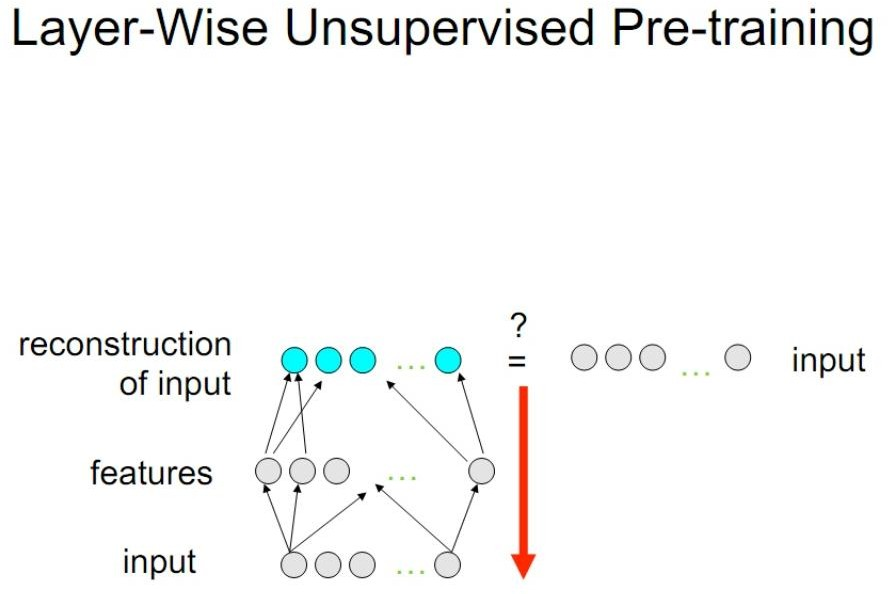 Layer-Wise Unsupervised Pre-training
reconstruction
of input
...
?
=
...
input
features
...
input
...